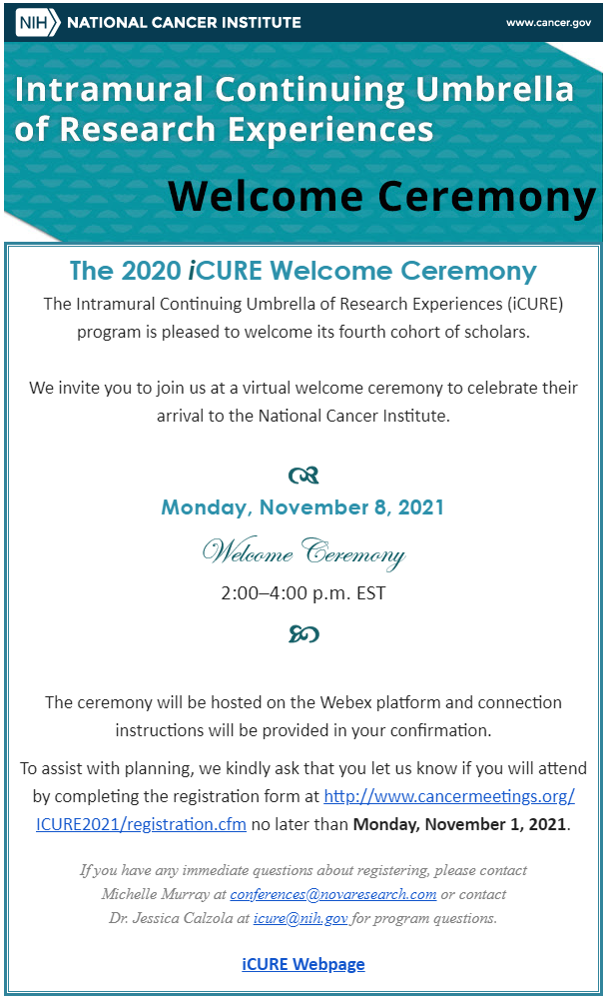 NIH NATIONAL CANCER INSTITUTE www.cancer.gov
Intramural Continuing Umbrella
of Research Experiences
Welcome Ceremony
The 2020 iCURE Welcome Ceremony
The Intramural Continuing Umbrella of Research Experiences (iCURE)
program is pleased to welcome its fourth cohort of scholars.
We invite you to join us at a virtual welcome ceremony to celebrate their
arrival to the National Cancer Institute.
Monday, November 8, 2021
Welcome Ceremony
2:00–4:00 p.m. EST
The ceremony will be hosted on the Webex platform and connection
instructions will be provided in your confirmation.
To assist with planning, we kindly ask that you let us know if you will attend
by completing the registration form at http://www.cancermeetings.org/
ICURE2021/registration.cfm no later than Monday, November 1, 2021.
If you have any immediate questions about registering, please contact
Michelle Murray at conferences@novaresearch.com or contact
Dr. Jessica Calzola at icure@nih.gov for program questions.
iCURE Webpage